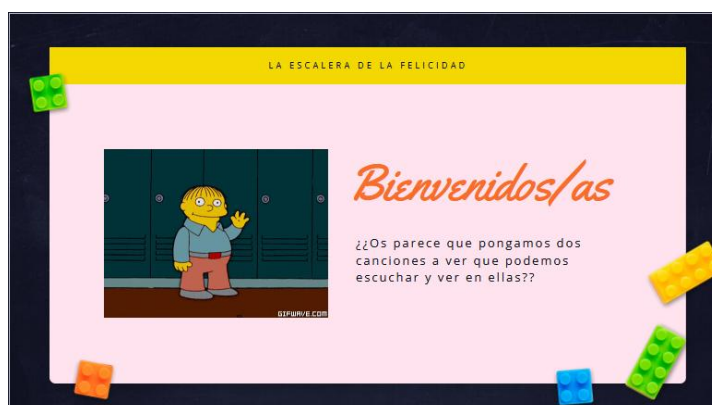 LA ESCALERA DE LA FELICIDAD
Bienvenidos/as
¿¿Os parece que pongamos dos
canciones a ver que podemos
escuchar y ver en ellas??
GIFWAVE.COM